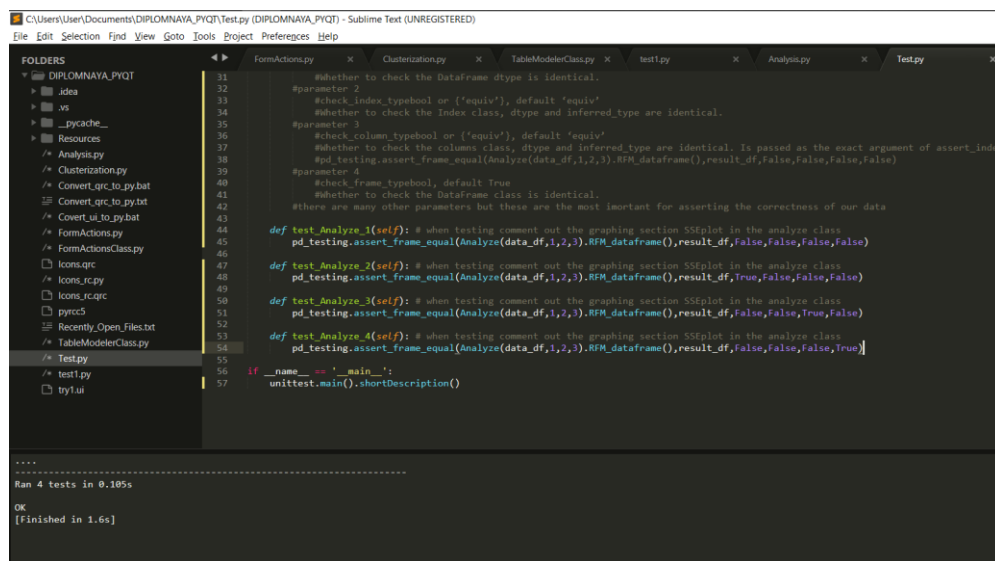 C:\Users\User\Documents\DIPLOMNAYA_PYQT\Test.py (DIPLOMNAYA_PYQT) - Sublime Text (UNREGISTERED)
File Edit Selection Find View Goto Tools Project Preferences Help
FormActions.py × Clusterization.py × TableModelerClass.py × test1.py × Analysis.py × Test.py ×
FOLDERS
DIPLOMNAYA_PYQT
.idea
.vs
__pycache__
Resources
/* Analysis.py
/* Clusterization.py
/* Convert_qrc_to_py.bat
Convert_qrc_to_py.txt
/* Covert_ui_to_py.bat
/* FormActions.py
/* FormActionsClass.py
Icons.qrc
/* Icons_rc.py
Icons_rc.qrc
pyrcc5
Recently_Open_Files.txt
/* TableModelerClass.py
/* Test.py
/* test1.py
try1.ui
31 #Whether to check the DataFrame dtype is identical.
32 #parameter 2
33 #check_index_typebool or {‘equiv’}, default ‘equiv’
34 #Whether to check the Index class, dtype and inferred_type are identical.
35 #parameter 3
36 #check_column_typebool or {‘equiv’}, default ‘equiv’
37 #Whether to check the columns class, dtype and inferred_type are identical. Is passed as the exact argument of assert_inde
38 #pd_testing.assert_frame_equal(Analyze(data_df,1,2,3).RFM_dataframe(),result_df,False,False,False,False)
39 #parameter 4
40 #check_frame_typebool, default True
41 #Whether to check the DataFrame class is identical.
42 #there are many other parameters but these are the most imortant for asserting the correctness of our data
43
44 def test_Analyze_1(self): # when testing comment out the graphing section SSEplot in the analyze class
45 pd_testing.assert_frame_equal(Analyze(data_df,1,2,3).RFM_dataframe(),result_df,False,False,False,False)
46
47 def test_Analyze_2(self): # when testing comment out the graphing section SSEplot in the analyze class
48 pd_testing.assert_frame_equal(Analyze(data_df,1,2,3).RFM_dataframe(),result_df,True,False,False,False)
49
50 def test_Analyze_3(self): # when testing comment out the graphing section SSEplot in the analyze class
51 pd_testing.assert_frame_equal(Analyze(data_df,1,2,3).RFM_dataframe(),result_df,False,False,True,False)
52
53 def test_Analyze_4(self): # when testing comment out the graphing section SSEplot in the analyze class
54 pd_testing.assert_frame_equal(Analyze(data_df,1,2,3).RFM_dataframe(),result_df,False,False,False,True)
55
56 if __name__ == '__main__':
57 unittest.main().shortDescription()
....
----------------------------------------------------------------------
Ran 4 tests in 0.105s
OK
[Finished in 1.6s]